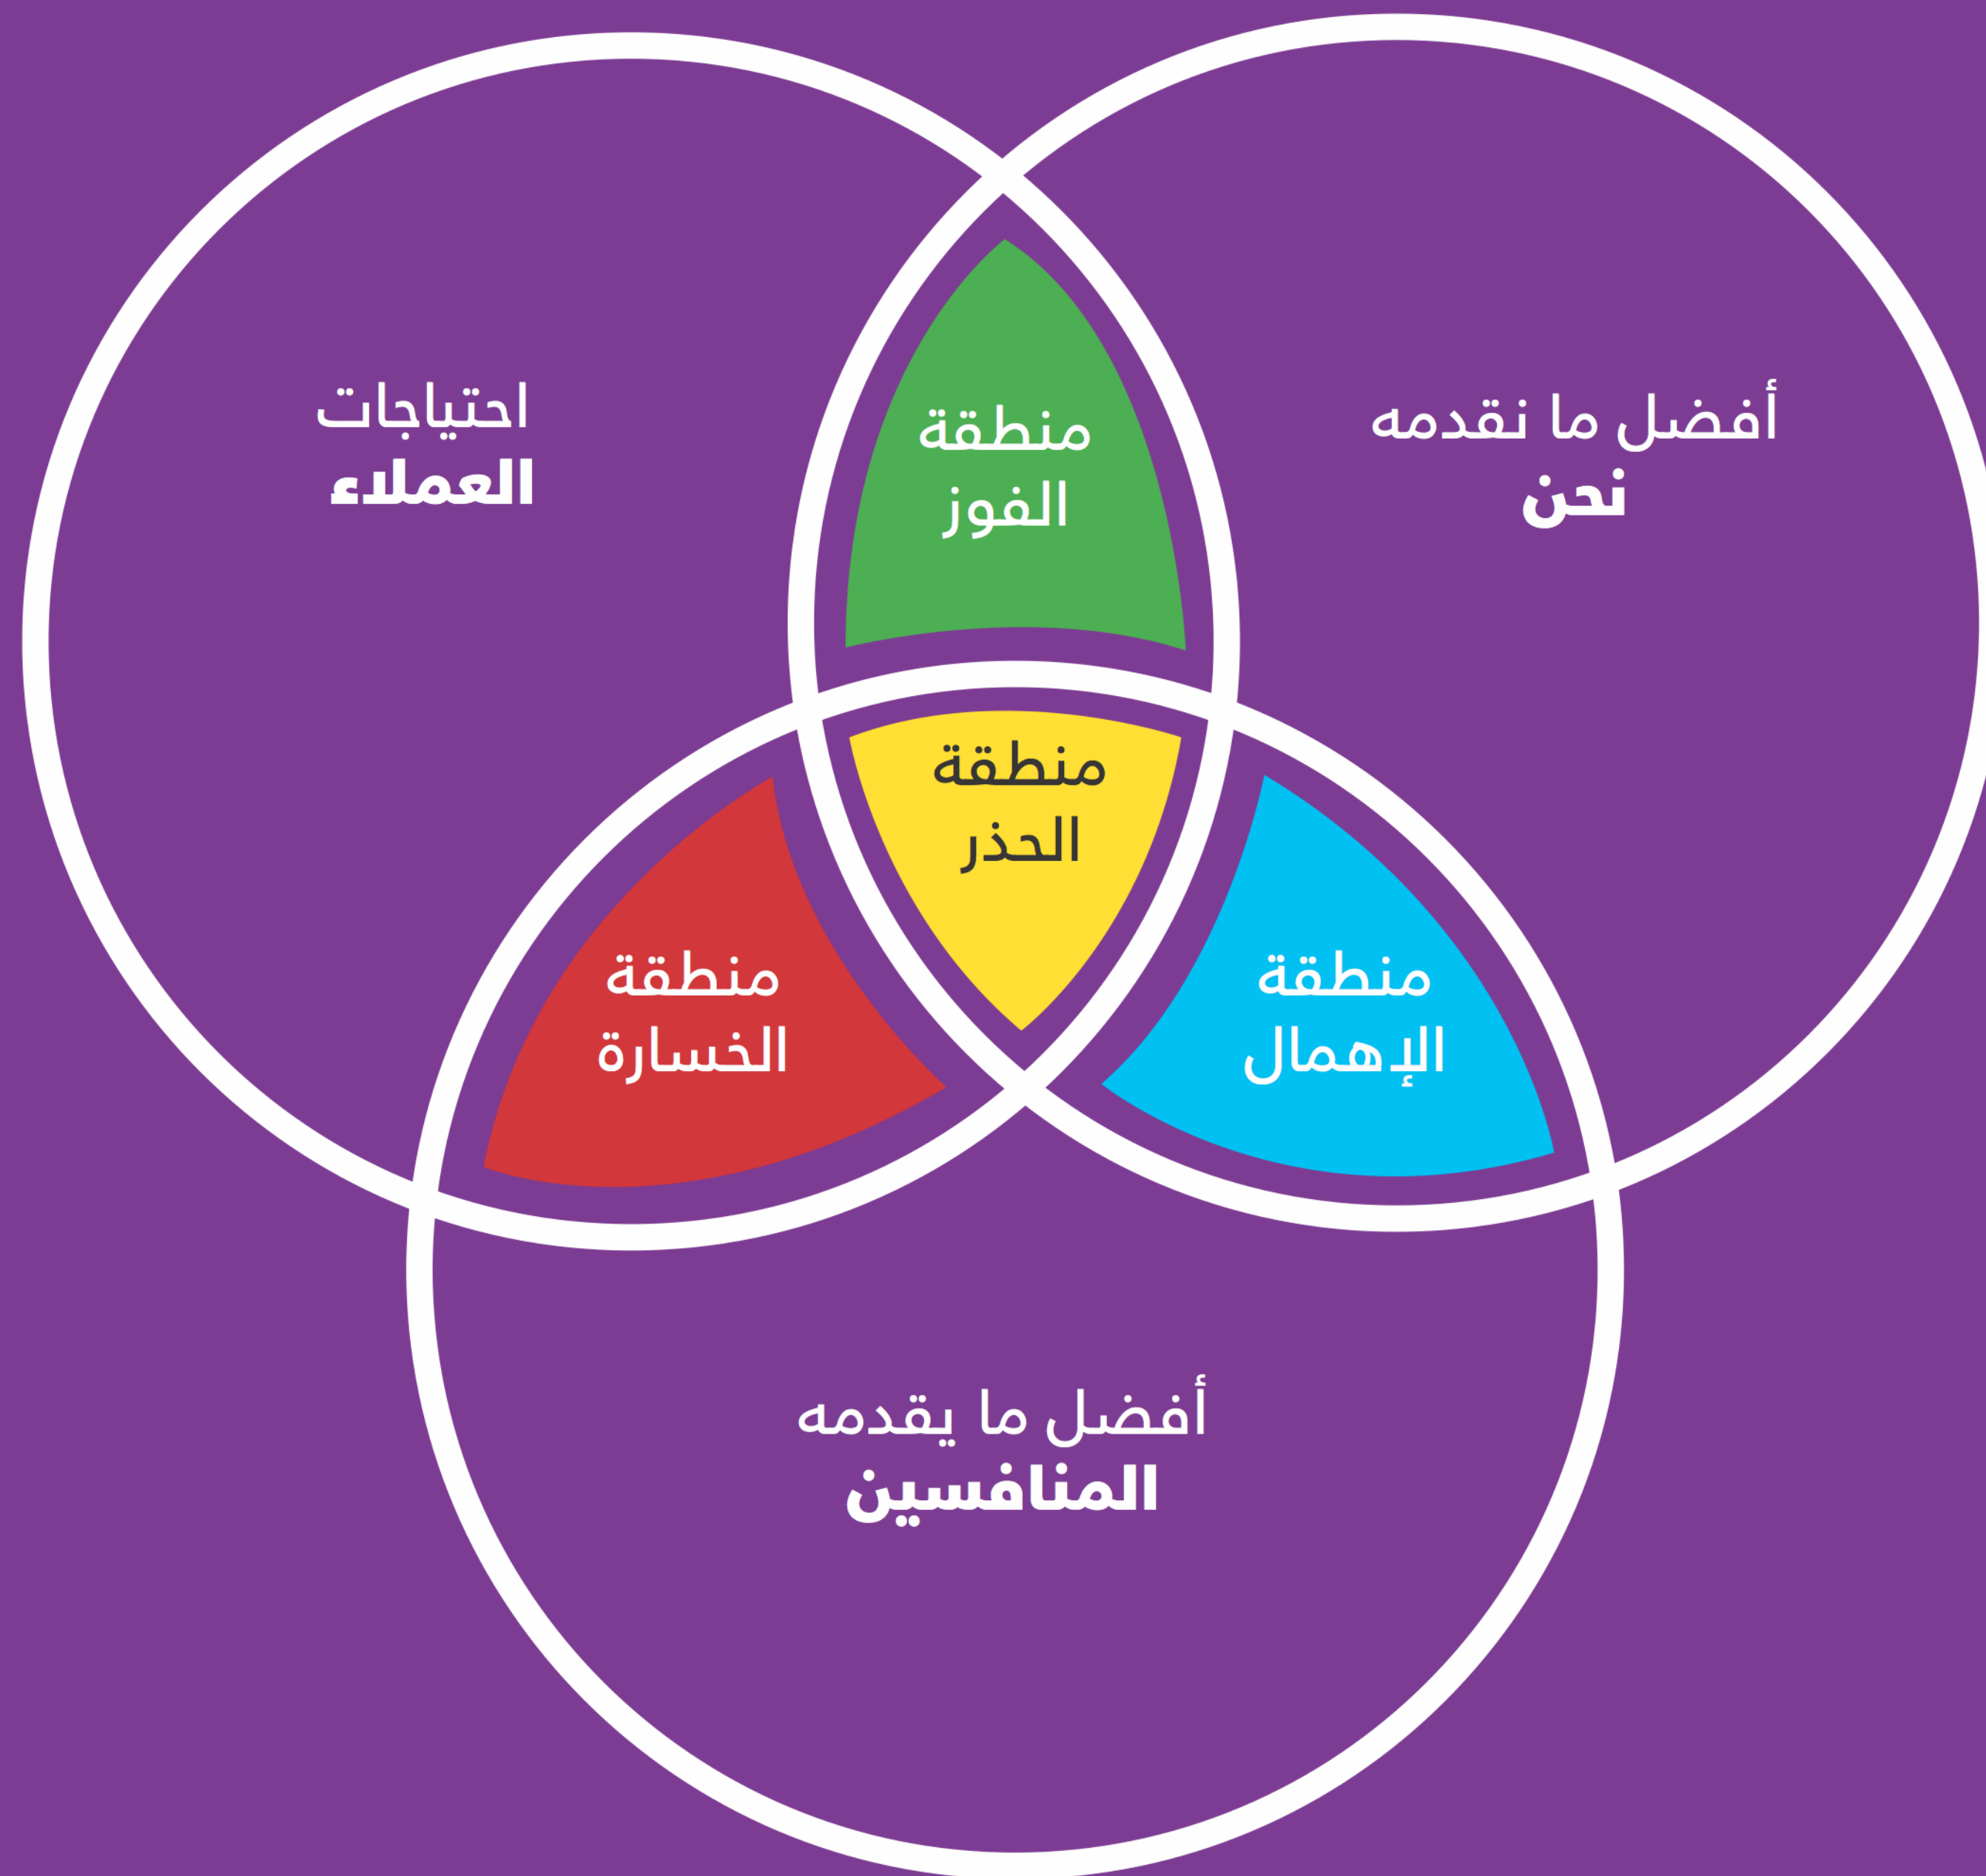 أفضل ما نقدمه
نحن
احتياجات
العملاء
منطقة
الفوز
منطقة
الحذر
منطقة
الإهمال
منطقة
الخسارة
أفضل ما يقدمه
المنافسين